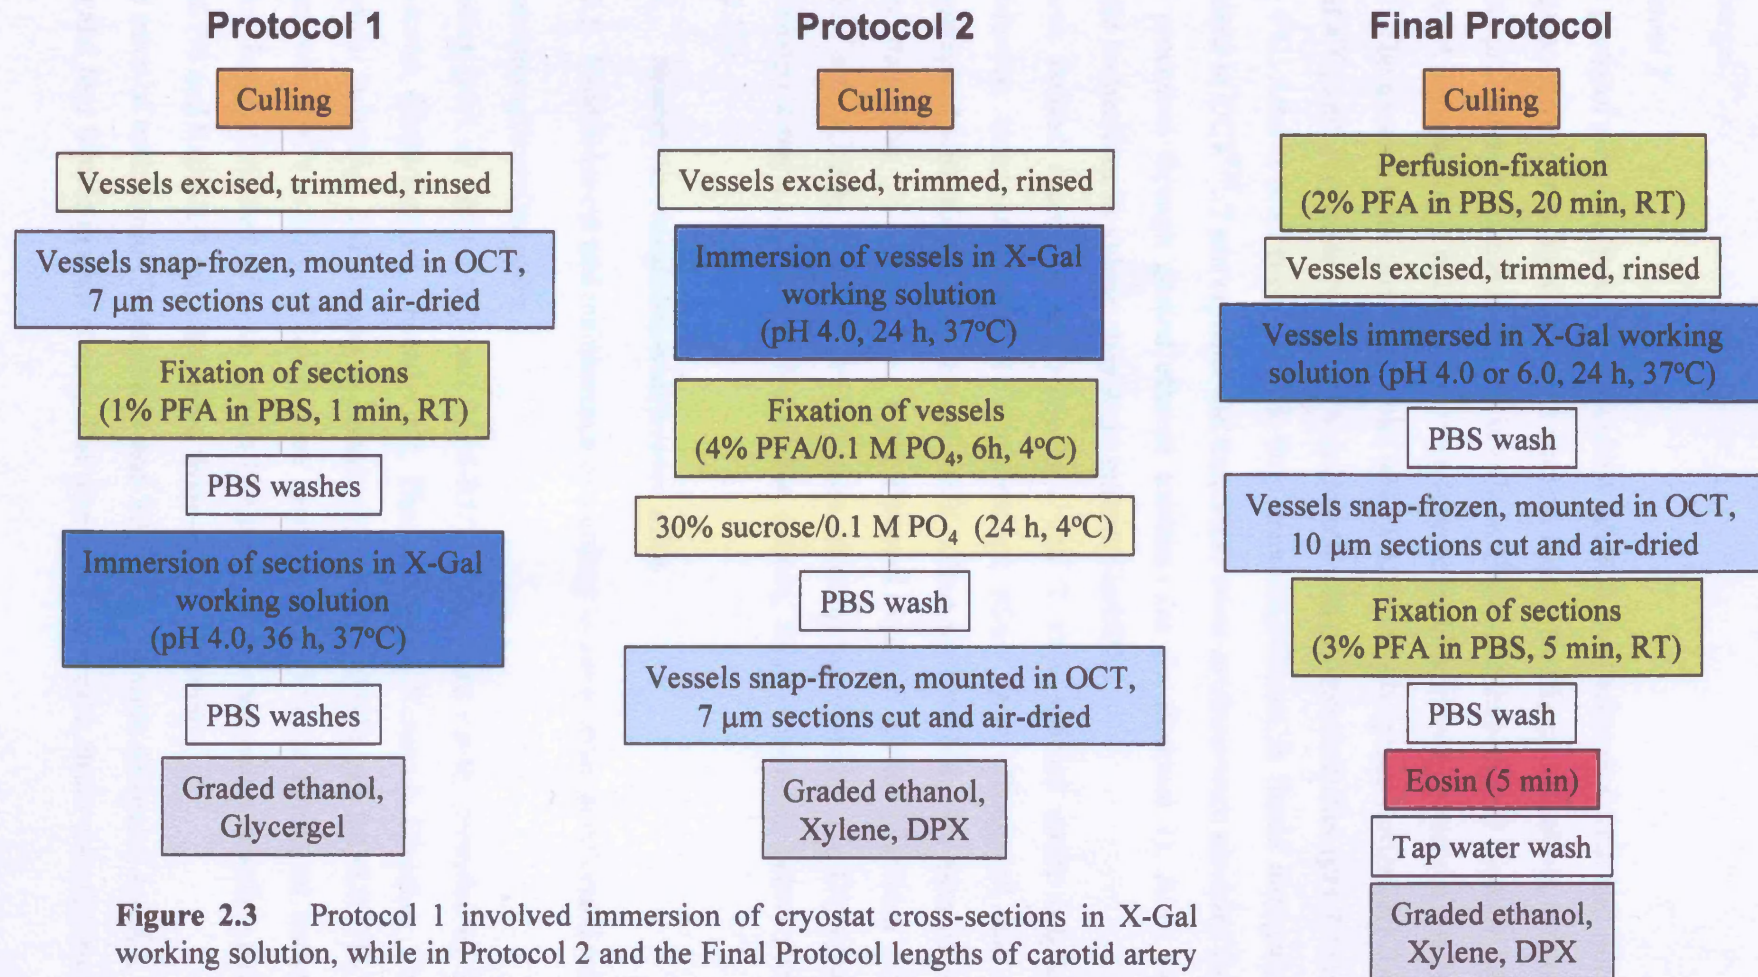 Protocol 1
Culling
Vessels excised, trimmed, rinsed
Vessels snap-frozen, mounted in OCT,
7 µm sections cut and air-dried
Fixation of sections
(1% PFA in PBS, 1 min, RT)
PBS washes
Immersion of sections in X-Gal
working solution
(pH 4.0, 36 h, 37ºC)
PBS washes
Graded ethanol,
Glycergel
Protocol 2
Culling
Vessels excised, trimmed, rinsed
Immersion of vessels in X-Gal
working solution
(pH 4.0, 24 h, 37ºC)
Fixation of vessels
(4% PFA/0.1 M PO₄, 6h, 4ºC)
30% sucrose/0.1 M PO₄ (24 h, 4ºC)
PBS wash
Vessels snap-frozen, mounted in OCT,
7 µm sections cut and air-dried
Graded ethanol,
Xylene, DPX
Final Protocol
Culling
Perfusion-fixation
(2% PFA in PBS, 20 min, RT)
Vessels excised, trimmed, rinsed
Vessels immersed in X-Gal working
solution (pH 4.0 or 6.0, 24 h, 37ºC)
PBS wash
Vessels snap-frozen, mounted in OCT,
10 µm sections cut and air-dried
Fixation of sections
(3% PFA in PBS, 5 min, RT)
PBS wash
Eosin (5 min)
Tap water wash
Graded ethanol,
Xylene, DPX
Figure 2.3 Protocol 1 involved immersion of cryostat cross-sections in X-Gal
working solution, while in Protocol 2 and the Final Protocol lengths of carotid artery